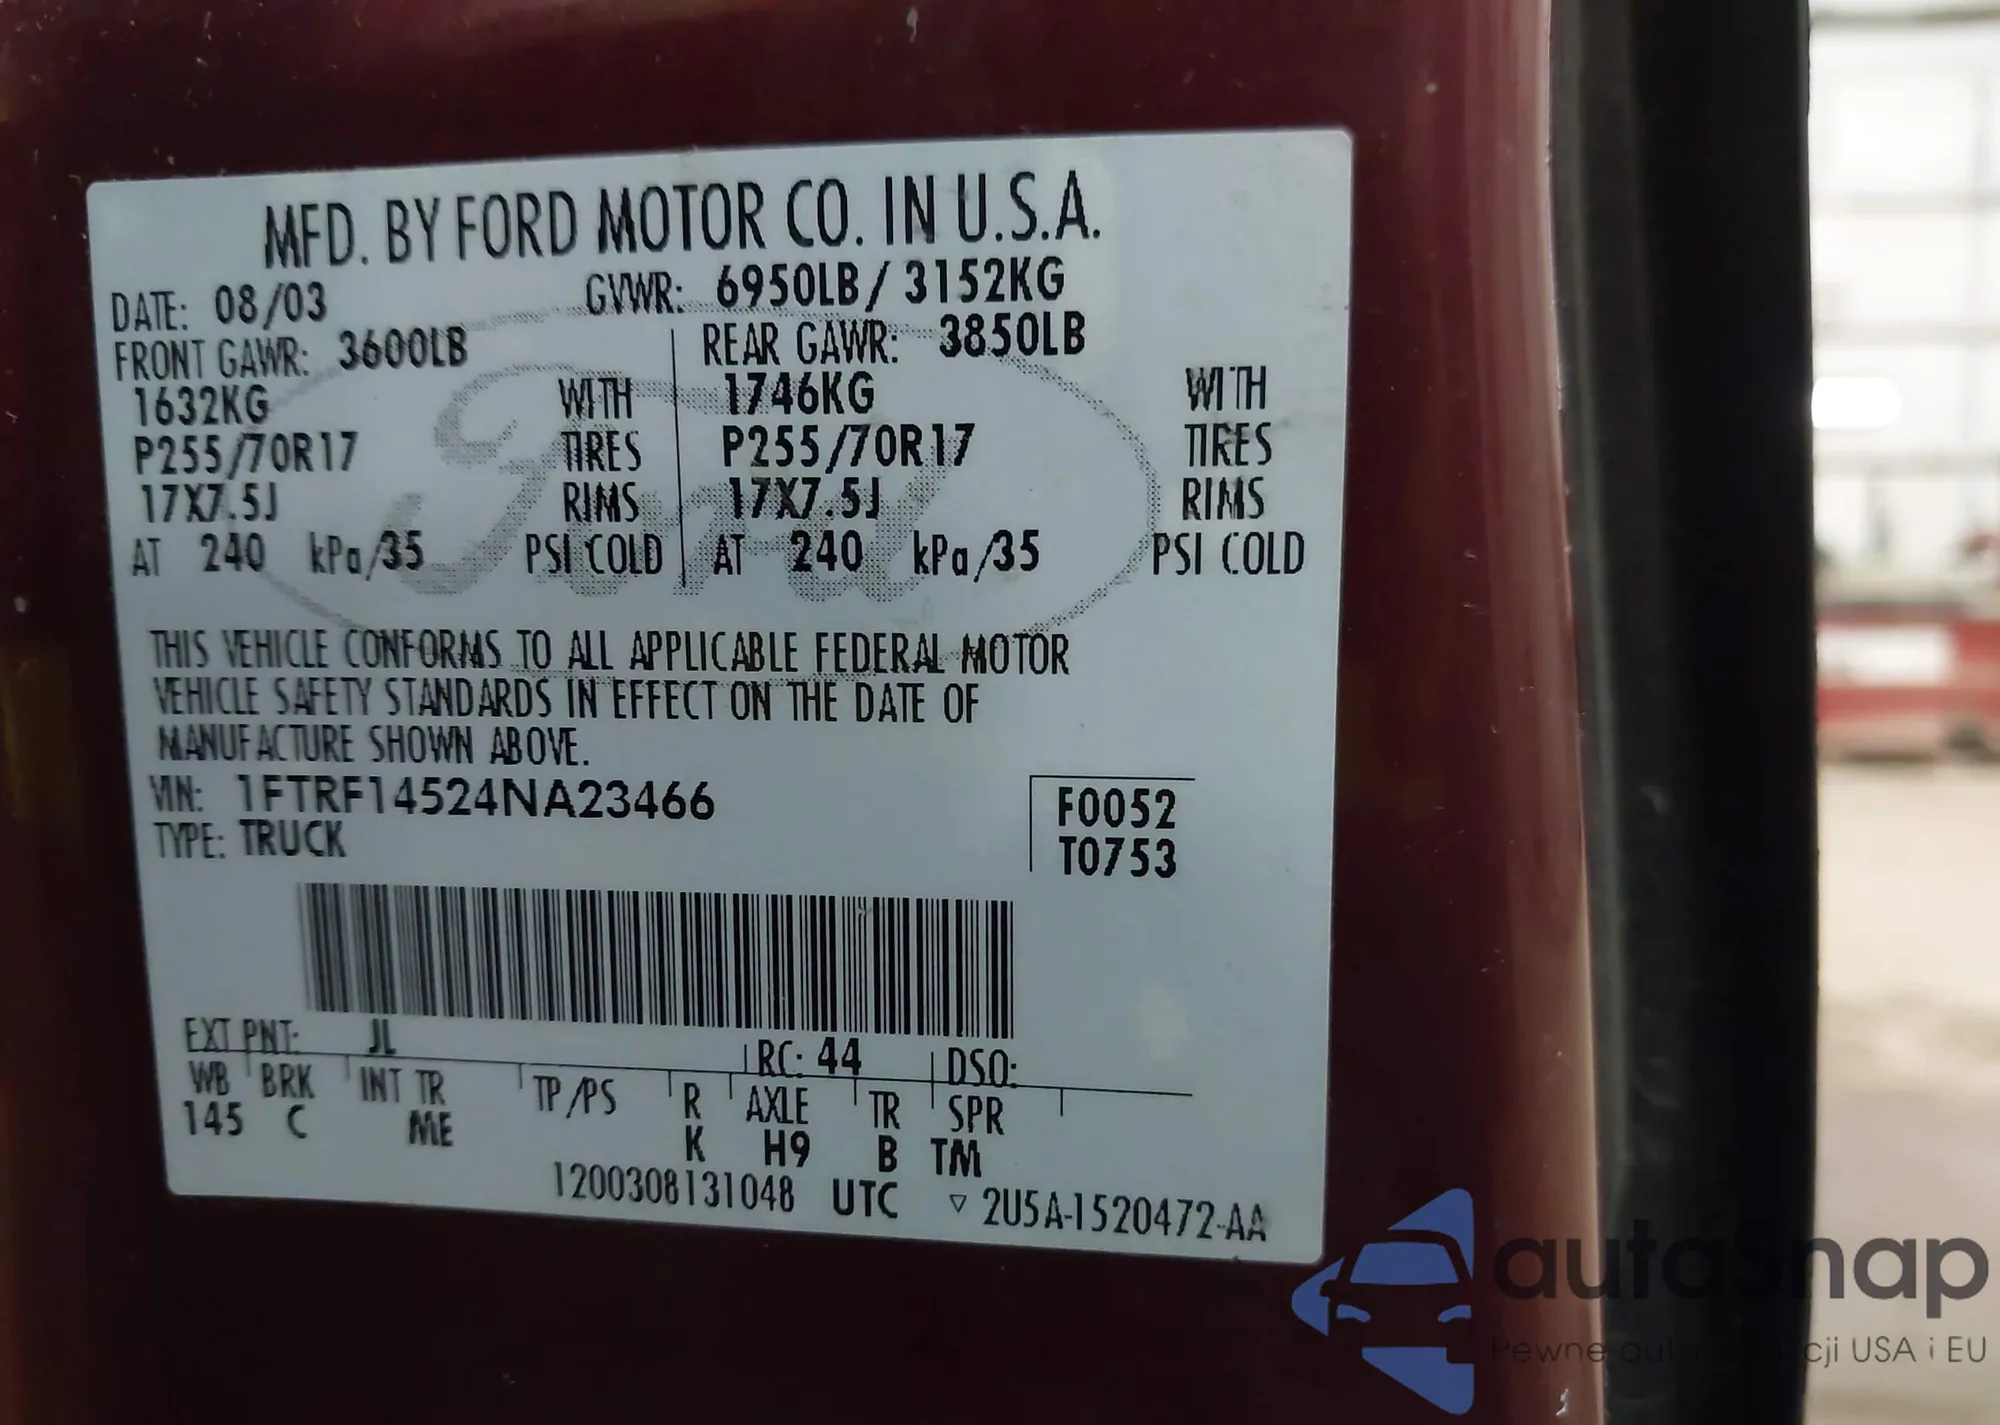 MFD. BY FORD MOTOR CO. IN U.S.A.
DATE: 08/03 GVWR: 6950LB / 3152KG
FRONT GAWR: 3600LB REAR GAWR: 3850LB
1632KG WITH 1746KG WITH
P255/70R17 TIRES P255/70R17 TIRES
17X7.5J RIMS 17X7.5J RIMS
AT 240 kPa/35 PSI COLD AT 240 kPa/35 PSI COLD
Ford
THIS VEHICLE CONFORMS TO ALL APPLICABLE FEDERAL MOTOR
VEHICLE SAFETY STANDARDS IN EFFECT ON THE DATE OF
MANUFACTURE SHOWN ABOVE.
VIN: 1FTRF14524NA23466 F0052
TYPE: TRUCK T0753
EXT PNT: JL RC: 44 DSO:
WB BRK INT TR TP/PS R AXLE TR SPR
145 C ME K H9 B TM
1200308131048 UTC ▽ 2U5A-1520472-AA
autaSnap
Pewne auta cji USA i EU